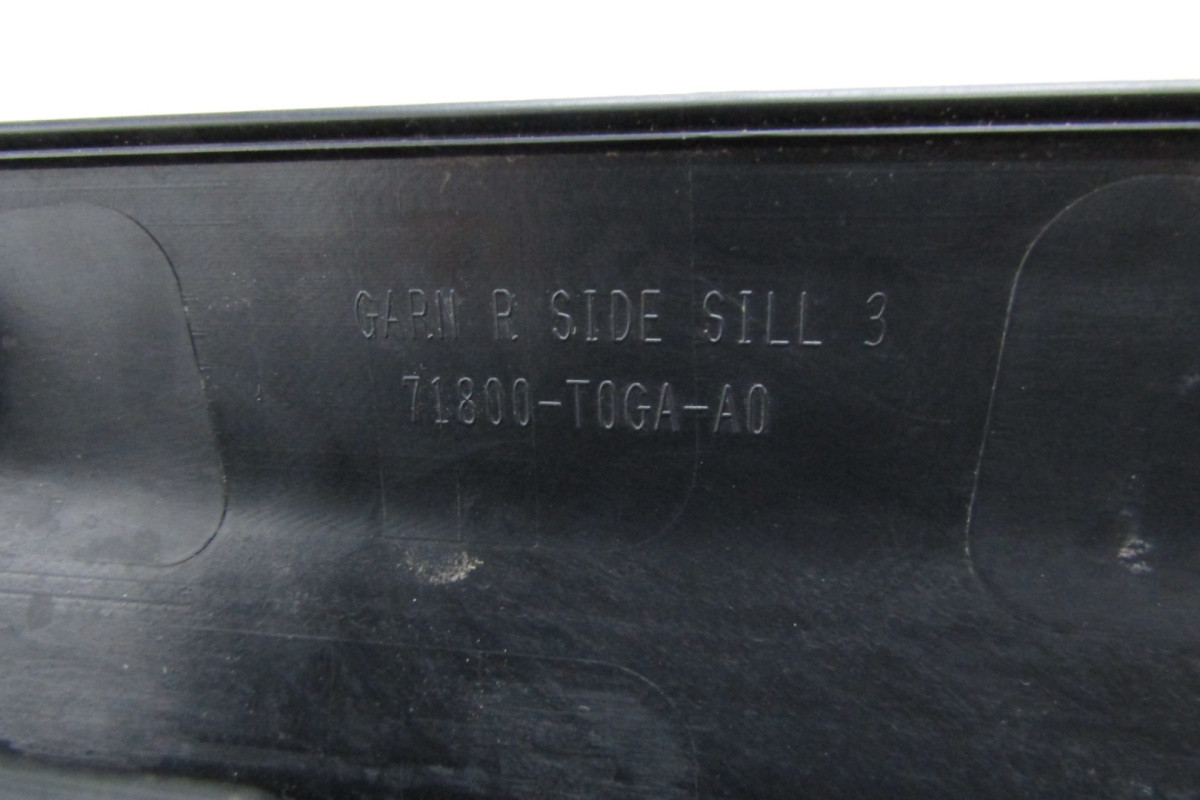 GARN R SIDE SILL 3
71800-T0GA-A0